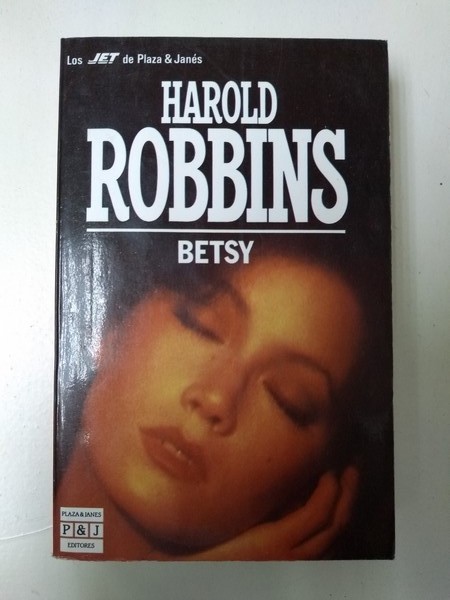 Los JET de Plaza & Janés
HAROLD
ROBBINS
BETSY
PLAZA & JANES
P & J
EDITORES